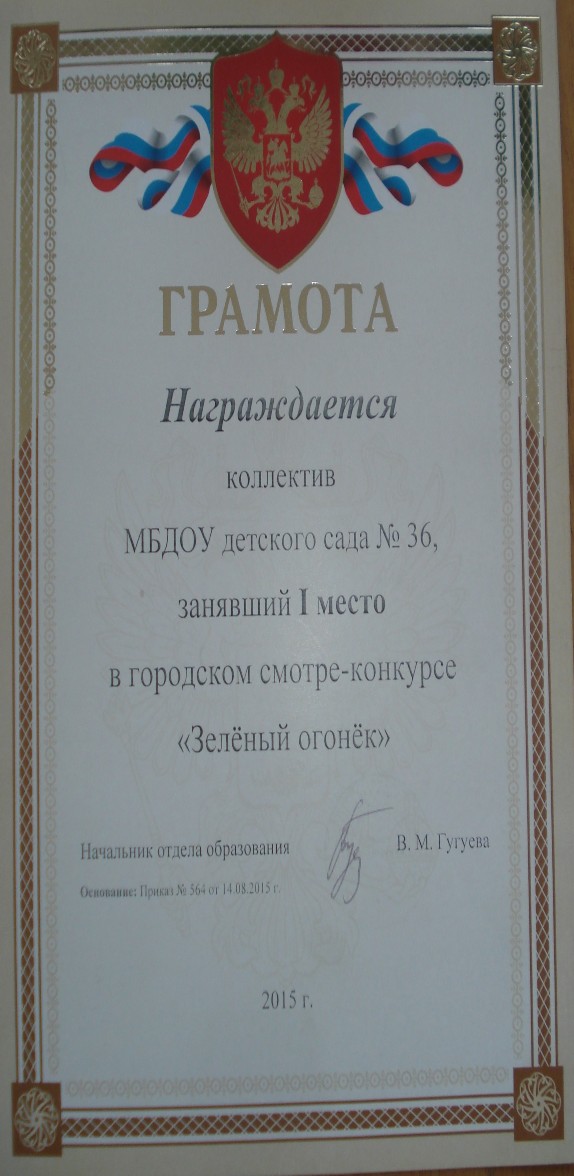 ГРАМОТА
Награждается
коллектив
МБДОУ детского сада № 36,
занявший I место
в городском смотре-конкурсе
«Зелёный огонёк»
Начальник отдела образования В. М. Гугуева
Основание: Приказ № 564 от 14.08.2015 г.
2015 г.